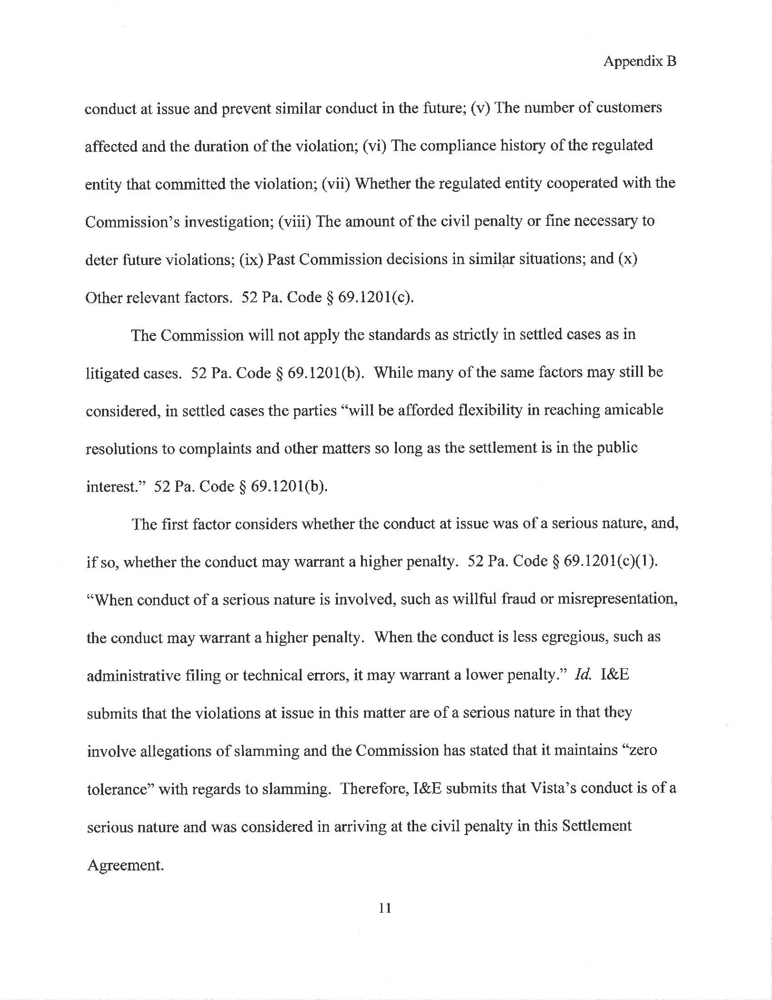 Appendix B
conduct at issue and prevent similar conduct in the future; (v) The number of customers
affected and the duration of the violation; (vi) The compliance history of the regulated
entity that committed the violation; (vii) Whether the regulated entity cooperated with the
Commission’s investigation; (viii) The amount of the civil penalty or fine necessary to
deter future violations; (ix) Past Commission decisions in similar situations; and (x)
Other relevant factors.  52 Pa. Code § 69.1201(c).
The Commission will not apply the standards as strictly in settled cases as in
litigated cases.  52 Pa. Code § 69.1201(b).  While many of the same factors may still be
considered, in settled cases the parties “will be afforded flexibility in reaching amicable
resolutions to complaints and other matters so long as the settlement is in the public
interest.”  52 Pa. Code § 69.1201(b).
The first factor considers whether the conduct at issue was of a serious nature, and,
if so, whether the conduct may warrant a higher penalty.  52 Pa. Code § 69.1201(c)(1).
“When conduct of a serious nature is involved, such as willful fraud or misrepresentation,
the conduct may warrant a higher penalty.  When the conduct is less egregious, such as
administrative filing or technical errors, it may warrant a lower penalty.”  Id.  I&E
submits that the violations at issue in this matter are of a serious nature in that they
involve allegations of slamming and the Commission has stated that it maintains “zero
tolerance” with regards to slamming.  Therefore, I&E submits that Vista’s conduct is of a
serious nature and was considered in arriving at the civil penalty in this Settlement
Agreement.
11